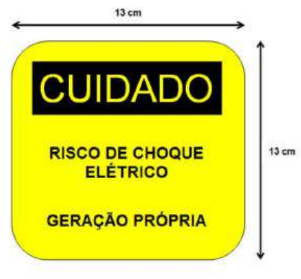 13 cm
CUIDADO
RISCO DE CHOQUE
ELÉTRICO
13 cm
GERAÇÃO PRÓPRIA